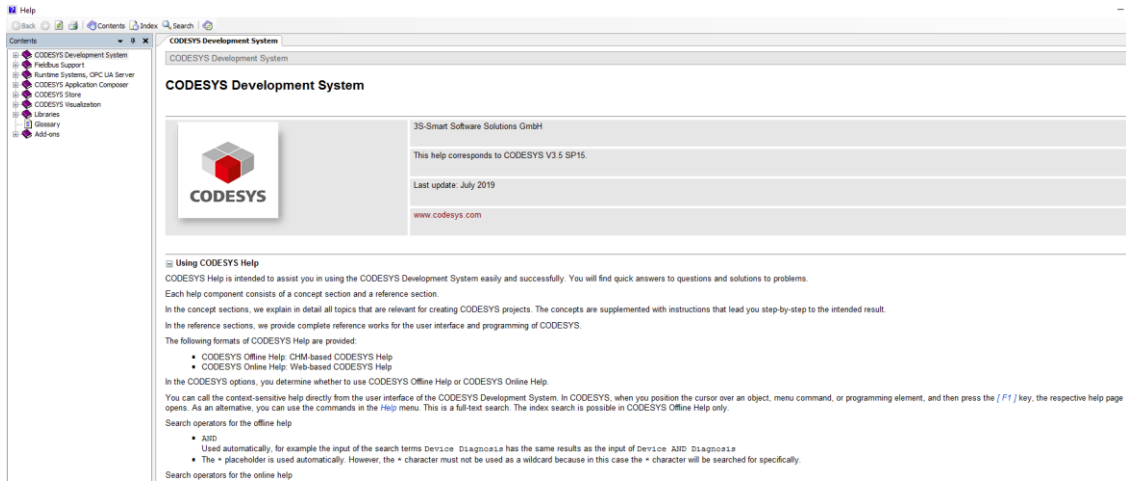 Help
Back Contents Index Search
Contents
CODESYS Development System
Fieldbus Support
Runtime Systems, OPC UA Server
CODESYS Application Composer
CODESYS Store
CODESYS Visualization
Libraries
Glossary
Add-ons
CODESYS Development System
CODESYS Development System
CODESYS Development System
CODESYS
3S-Smart Software Solutions GmbH
This help corresponds to CODESYS V3.5 SP15.
Last update: July 2019
www.codesys.com
Using CODESYS Help
CODESYS Help is intended to assist you in using the CODESYS Development System easily and successfully. You will find quick answers to questions and solutions to problems.
Each help component consists of a concept section and a reference section.
In the concept sections, we explain in detail all topics that are relevant for creating CODESYS projects. The concepts are supplemented with instructions that lead you step-by-step to the intended result.
In the reference sections, we provide complete reference works for the user interface and programming of CODESYS.
The following formats of CODESYS Help are provided:
CODESYS Offline Help: CHM-based CODESYS Help
CODESYS Online Help: Web-based CODESYS Help
In the CODESYS options, you determine whether to use CODESYS Offline Help or CODESYS Online Help.
You can call the context-sensitive help directly from the user interface of the CODESYS Development System. In CODESYS, when you position the cursor over an object, menu command, or programming element, and then press the [ F1 ] key, the respective help page
opens. As an alternative, you can use the commands in the Help menu. This is a full-text search. The index search is possible in CODESYS Offline Help only.
Search operators for the offline help
AND
Used automatically, for example the input of the search terms Device Diagnosis has the same results as the input of Device AND Diagnosis
The * placeholder is used automatically. However, the * character must not be used as a wildcard because in this case the * character will be searched for specifically.
Search operators for the online help